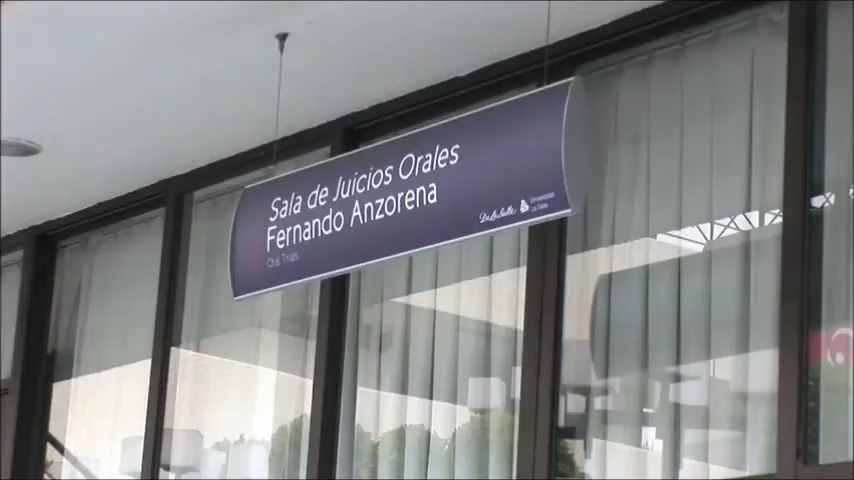 Sala de Juicios Orales
Fernando Anzorena
Oral Trials
De La Salle
Universidad
La Salle